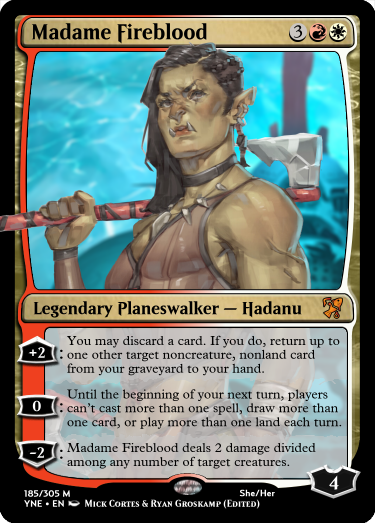 Madame Fireblood 3
Legendary Planeswalker — Hadanu
+2: You may discard a card. If you do, return up to
one other target noncreature, nonland card
from your graveyard to your hand.
0: Until the beginning of your next turn, players
can't cast more than one spell, draw more than
one card, or play more than one land each turn.
-2: Madame Fireblood deals 2 damage divided
among any number of target creatures.
4
185/305 M She/Her
YNE • EN Mick Cortes & Ryan Groskamp (Edited)